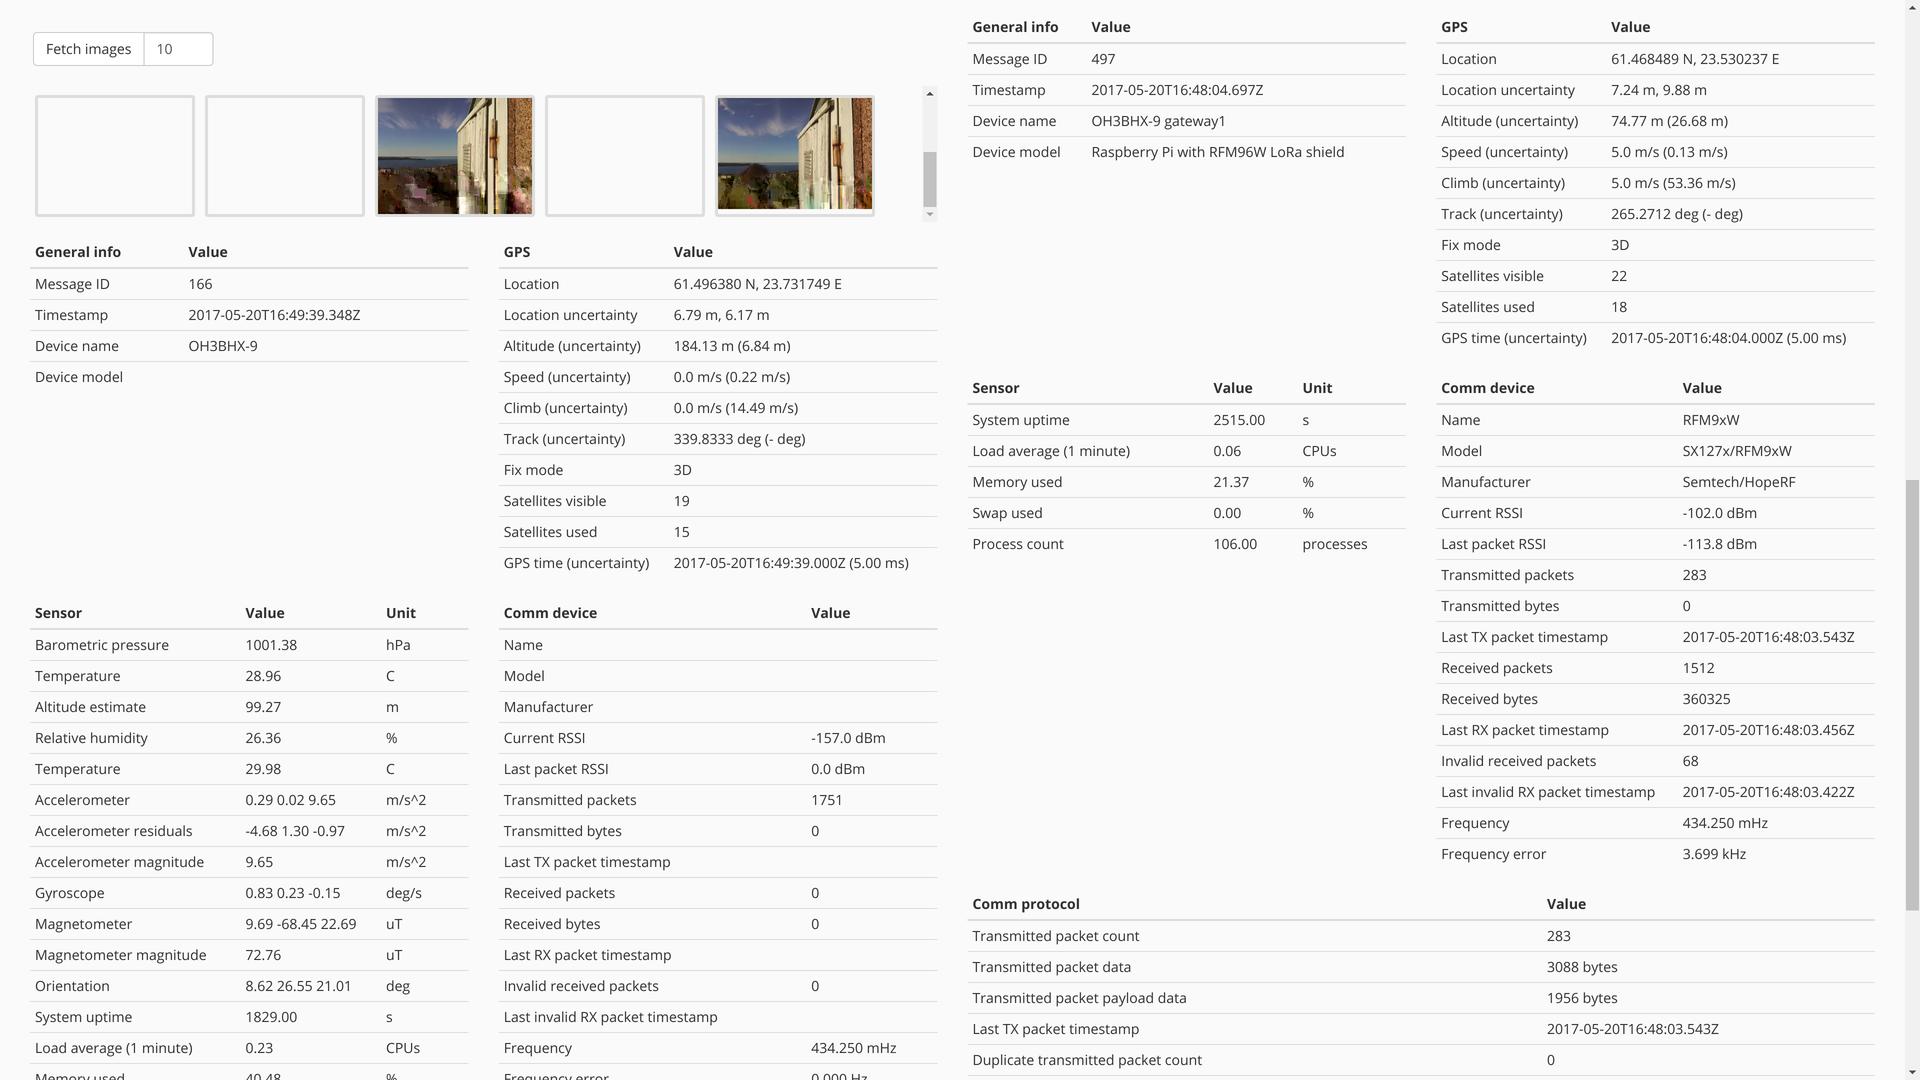 Fetch images 10
General info Value
Message ID 166
Timestamp 2017-05-20T16:49:39.348Z
Device name OH3BHX-9
Device model
GPS Value
Location 61.496380 N, 23.731749 E
Location uncertainty 6.79 m, 6.17 m
Altitude (uncertainty) 184.13 m (6.84 m)
Speed (uncertainty) 0.0 m/s (0.22 m/s)
Climb (uncertainty) 0.0 m/s (14.49 m/s)
Track (uncertainty) 339.8333 deg (- deg)
Fix mode 3D
Satellites visible 19
Satellites used 15
GPS time (uncertainty) 2017-05-20T16:49:39.000Z (5.00 ms)
Sensor Value Unit
Barometric pressure 1001.38 hPa
Temperature 28.96 C
Altitude estimate 99.27 m
Relative humidity 26.36 %
Temperature 29.98 C
Accelerometer 0.29 0.02 9.65 m/s^2
Accelerometer residuals -4.68 1.30 -0.97 m/s^2
Accelerometer magnitude 9.65 m/s^2
Gyroscope 0.83 0.23 -0.15 deg/s
Magnetometer 9.69 -68.45 22.69 uT
Magnetometer magnitude 72.76 uT
Orientation 8.62 26.55 21.01 deg
System uptime 1829.00 s
Load average (1 minute) 0.23 CPUs
Memory used 40.48 %
Comm device Value
Name
Model
Manufacturer
Current RSSI -157.0 dBm
Last packet RSSI 0.0 dBm
Transmitted packets 1751
Transmitted bytes 0
Last TX packet timestamp
Received packets 0
Received bytes 0
Last RX packet timestamp
Invalid received packets 0
Last invalid RX packet timestamp
Frequency 434.250 mHz
Frequency error 0.000 Hz
General info Value
Message ID 497
Timestamp 2017-05-20T16:48:04.697Z
Device name OH3BHX-9 gateway1
Device model Raspberry Pi with RFM96W LoRa shield
GPS Value
Location 61.468489 N, 23.530237 E
Location uncertainty 7.24 m, 9.88 m
Altitude (uncertainty) 74.77 m (26.68 m)
Speed (uncertainty) 5.0 m/s (0.13 m/s)
Climb (uncertainty) 5.0 m/s (53.36 m/s)
Track (uncertainty) 265.2712 deg (- deg)
Fix mode 3D
Satellites visible 22
Satellites used 18
GPS time (uncertainty) 2017-05-20T16:48:04.000Z (5.00 ms)
Sensor Value Unit
System uptime 2515.00 s
Load average (1 minute) 0.06 CPUs
Memory used 21.37 %
Swap used 0.00 %
Process count 106.00 processes
Comm device Value
Name RFM9xW
Model SX127x/RFM9xW
Manufacturer Semtech/HopeRF
Current RSSI -102.0 dBm
Last packet RSSI -113.8 dBm
Transmitted packets 283
Transmitted bytes 0
Last TX packet timestamp 2017-05-20T16:48:03.543Z
Received packets 1512
Received bytes 360325
Last RX packet timestamp 2017-05-20T16:48:03.456Z
Invalid received packets 68
Last invalid RX packet timestamp 2017-05-20T16:48:03.422Z
Frequency 434.250 mHz
Frequency error 3.699 kHz
Comm protocol Value
Transmitted packet count 283
Transmitted packet data 3088 bytes
Transmitted packet payload data 1956 bytes
Last TX packet timestamp 2017-05-20T16:48:03.543Z
Duplicate transmitted packet count 0